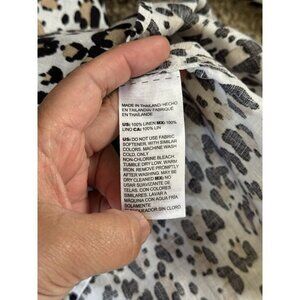 MADE IN THAILAND/HECHO
EN TAILANDIA/FABRIQUÉ
EN THAÏLANDE
US: 100% LINEN MX: 100%
LINO CA: 100% LIN
US: DO NOT USE FABRIC
SOFTENER, WITH SIMILAR
COLORS. MACHINE WASH
COLD, ONLY
NON-CHLORINE BLEACH
TUMBLE DRY LOW. WARM
IRON. REMOVE PROMPTLY
AFTER WASHING. MAY BE
DRY CLEANED MX: NO
USAR SUAVIZANTE DE
TELAS. CON COLORES
SIMILARES. LAVAR A
MÁQUINA CON AGUA FRIA.
SOLAMENTE
BLANQUEADOR SIN CLORO.